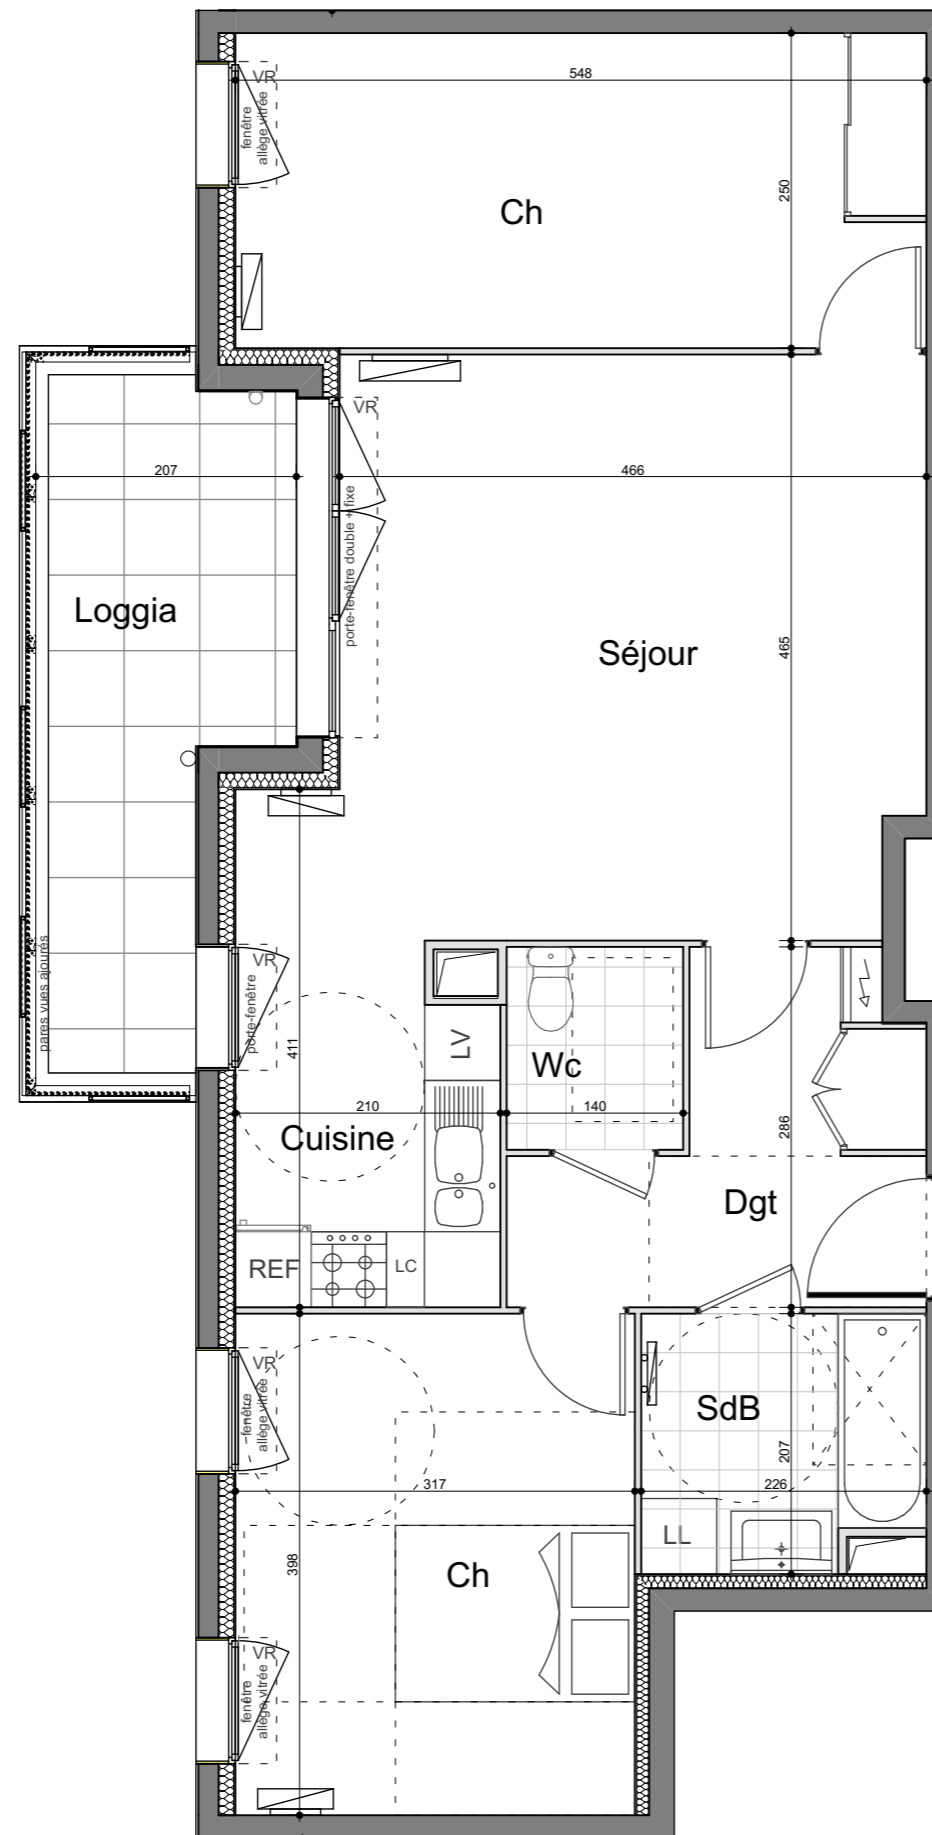 VR
548
fenêtre
allège vitrée
250
Ch
VR
207
466
porte-fenêtre double + fixe
Loggia
Séjour
465
pares vues ajourés
VR
porte-fenêtre
411
LV
Wc
210
140
Cuisine
286
Dgt
REF
LC
VR
fenêtre
allège vitrée
SdB
207
317
226
LL
398
Ch
VR
fenêtre
allège vitrée